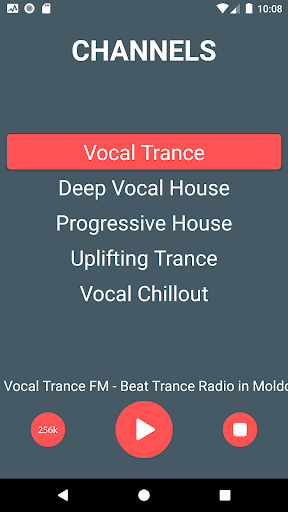 10:08
CHANNELS
Vocal Trance
Deep Vocal House
Progressive House
Uplifting Trance
Vocal Chillout
Vocal Trance FM - Beat Trance Radio in Moldo
256k